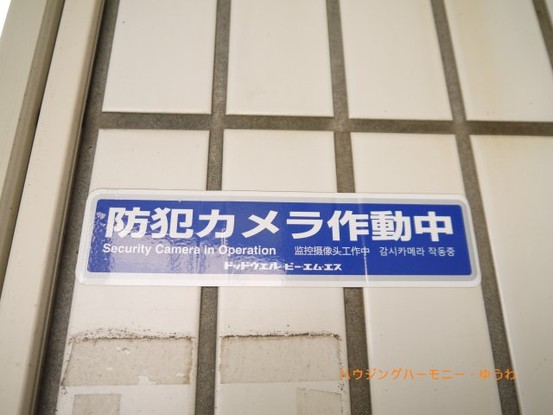 防犯カメラ作動中
Security Camera in Operation 监控摄像头工作中 감시카메라 작동중
ドッドウエル ビー・エム・エス
ハウジングハーモニー・ゆうわ